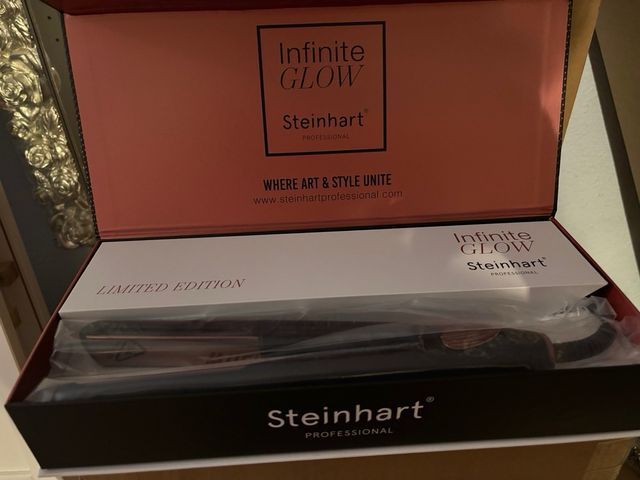 Infinite
GLOW
Steinhart®
PROFESSIONAL
WHERE ART & STYLE UNITE
www.steinhartprofessional.com
LIMITED EDITION
Infinite
GLOW
Steinhart®
PROFESSIONAL
Steinhart®
PROFESSIONAL